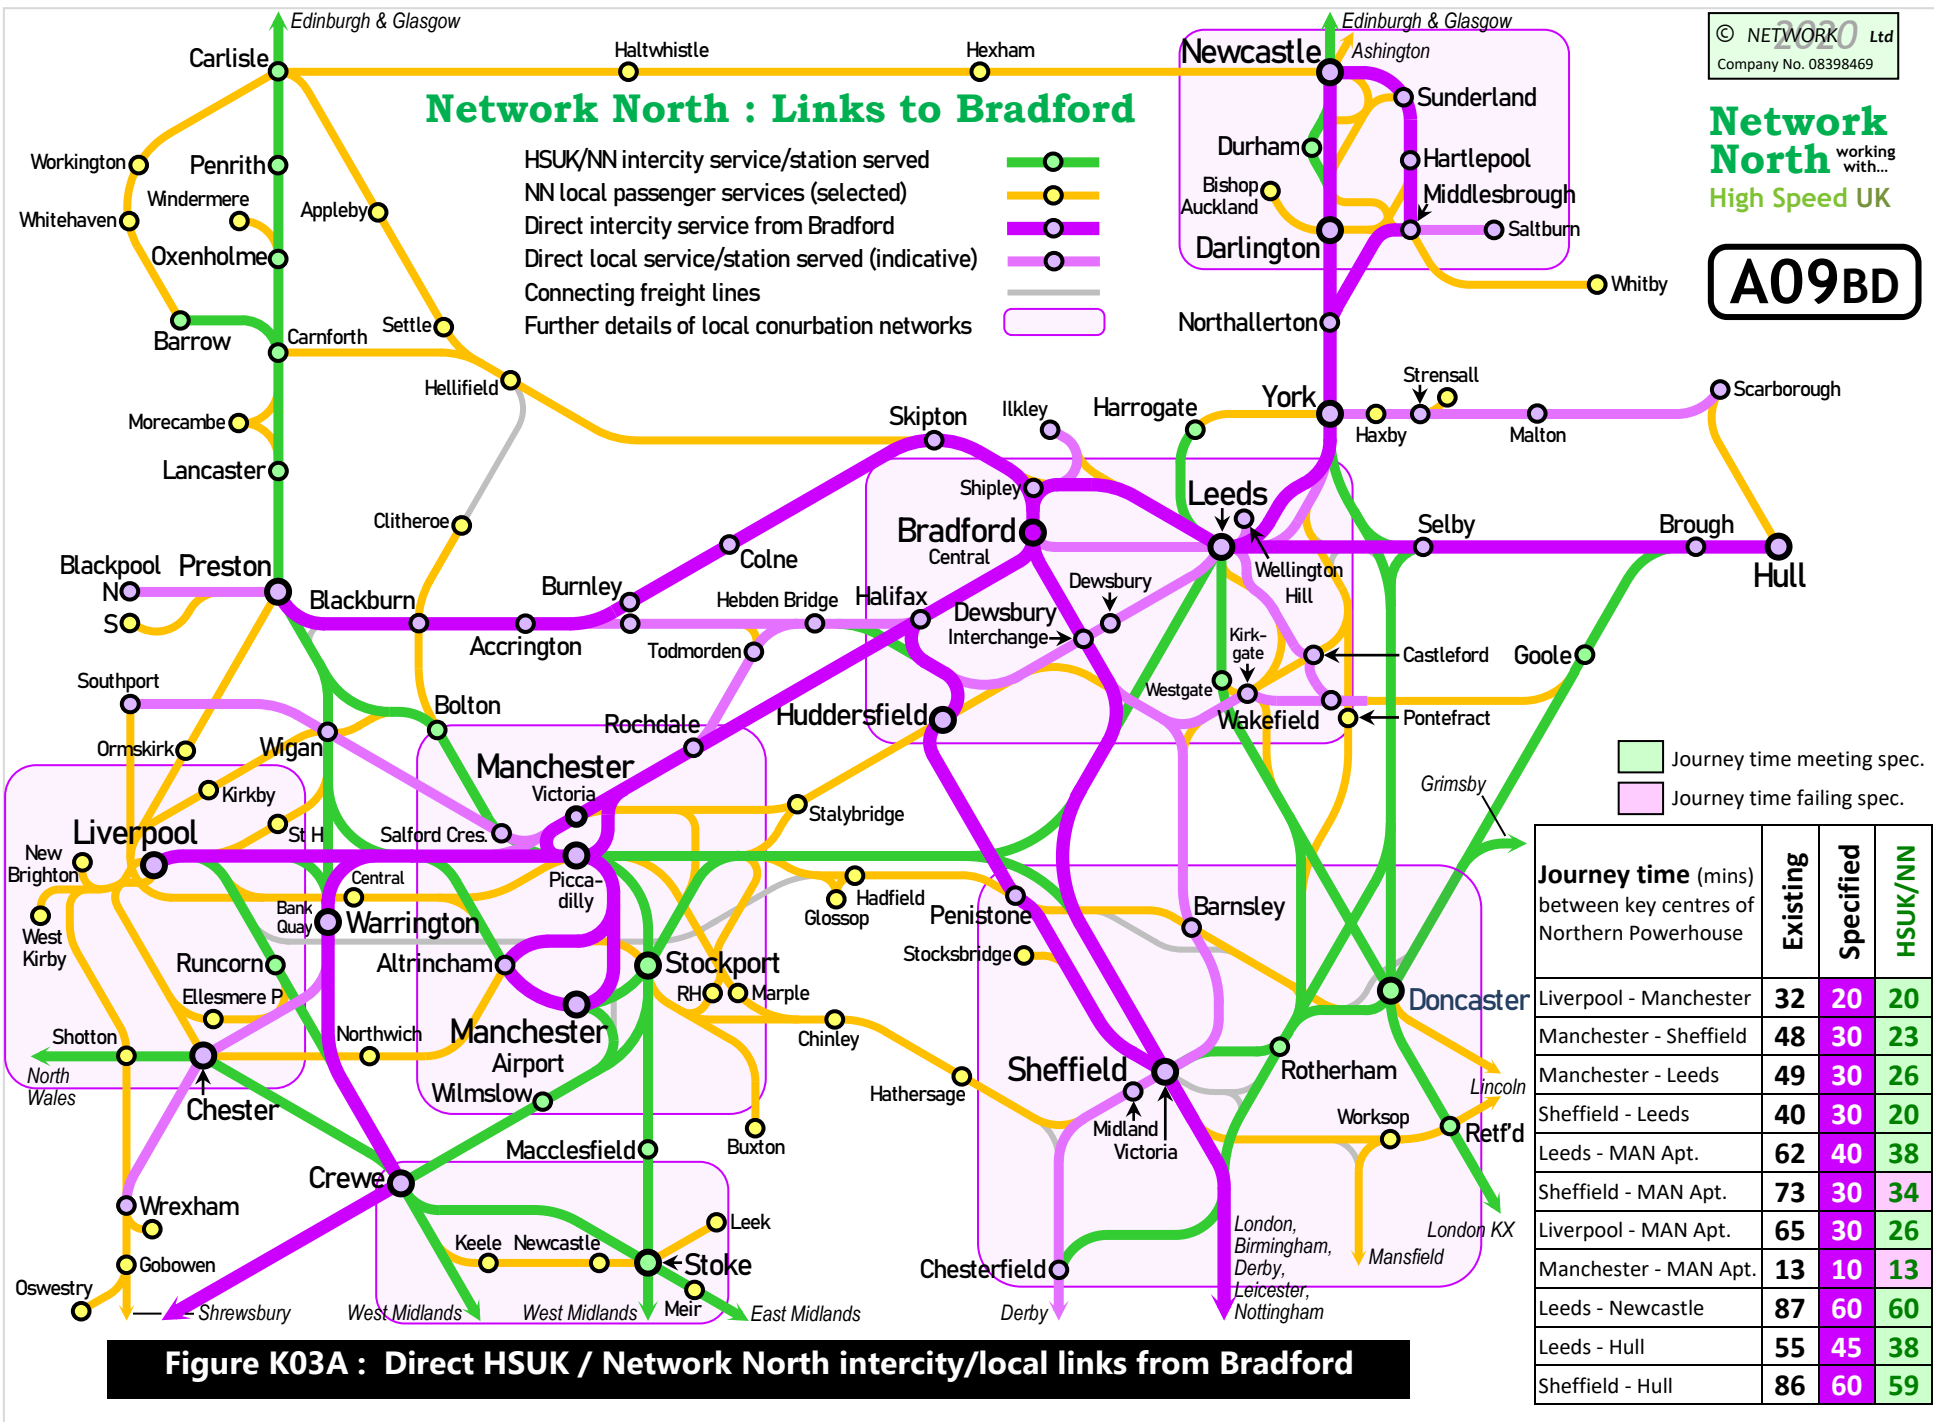 Edinburgh & Glasgow
Edinburgh & Glasgow
Ashington
© NETWORK 2020 Ltd
Company No. 08398469
Carlisle
Haltwhistle
Hexham
Newcastle
Sunderland
Network North : Links to Bradford
Network
North working
with...
High Speed UK
Workington
Penrith
HSUK/NN intercity service/station served
Durham
Hartlepool
Windermere
NN local passenger services (selected)
Bishop
Auckland
Middlesbrough
Whitehaven
Appleby
Direct intercity service from Bradford
Darlington
Saltburn
Oxenholme
Direct local service/station served (indicative)
Whitby
A09BD
Connecting freight lines
Further details of local conurbation networks
Barrow
Carnforth
Settle
Northallerton
Hellifield
Strensall
Scarborough
Morecambe
Skipton
Ilkley
Harrogate
York
Haxby
Malton
Lancaster
Shipley
Leeds
Clitheroe
Bradford
Central
Selby
Brough
Blackpool
N
S
Preston
Colne
Wellington
Hill
Hull
Blackburn
Burnley
Hebden Bridge
Halifax
Dewsbury
Dewsbury
Interchange
Accrington
Todmorden
Kirk-
gate
Castleford
Goole
Southport
Westgate
Bolton
Rochdale
Huddersfield
Wakefield
Pontefract
Ormskirk
Wigan
Manchester
Victoria
Journey time meeting spec.
Kirkby
Grimsby
Journey time failing spec.
Liverpool
St H
Salford Cres.
Stalybridge
New
Brighton
Central
Picca-
dilly
Hadfield
Glossop
Bank
Quay
Warrington
Penistone
Barnsley
West
Kirby
Stocksbridge
Runcorn
Altrincham
Stockport
Ellesmere P
RH
Marple
Doncaster
Shotton
Northwich
Manchester
Airport
Chinley
North
Wales
Sheffield
Rotherham
Chester
Wilmslow
Hathersage
Lincoln
Midland
Victoria
Worksop
Retf'd
Macclesfield
Buxton
Crewe
Wrexham
Leek
London,
Birmingham,
Derby,
Leicester,
Nottingham
London KX
Gobowen
Keele
Newcastle
Stoke
Chesterfield
Mansfield
Oswestry
Shrewsbury
West Midlands
West Midlands
Meir
East Midlands
Derby
Journey time (mins)
between key centres of
Northern Powerhouse
Existing
Specified
HSUK/NN
Liverpool - Manchester 32 20 20
Manchester - Sheffield 48 30 23
Manchester - Leeds 49 30 26
Sheffield - Leeds 40 30 20
Leeds - MAN Apt. 62 40 38
Sheffield - MAN Apt. 73 30 34
Liverpool - MAN Apt. 65 30 26
Manchester - MAN Apt. 13 10 13
Leeds - Newcastle 87 60 60
Leeds - Hull 55 45 38
Sheffield - Hull 86 60 59
Figure K03A : Direct HSUK / Network North intercity/local links from Bradford